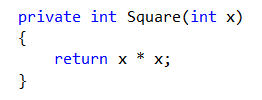 private int Square(int x)
{
    return x * x;
}